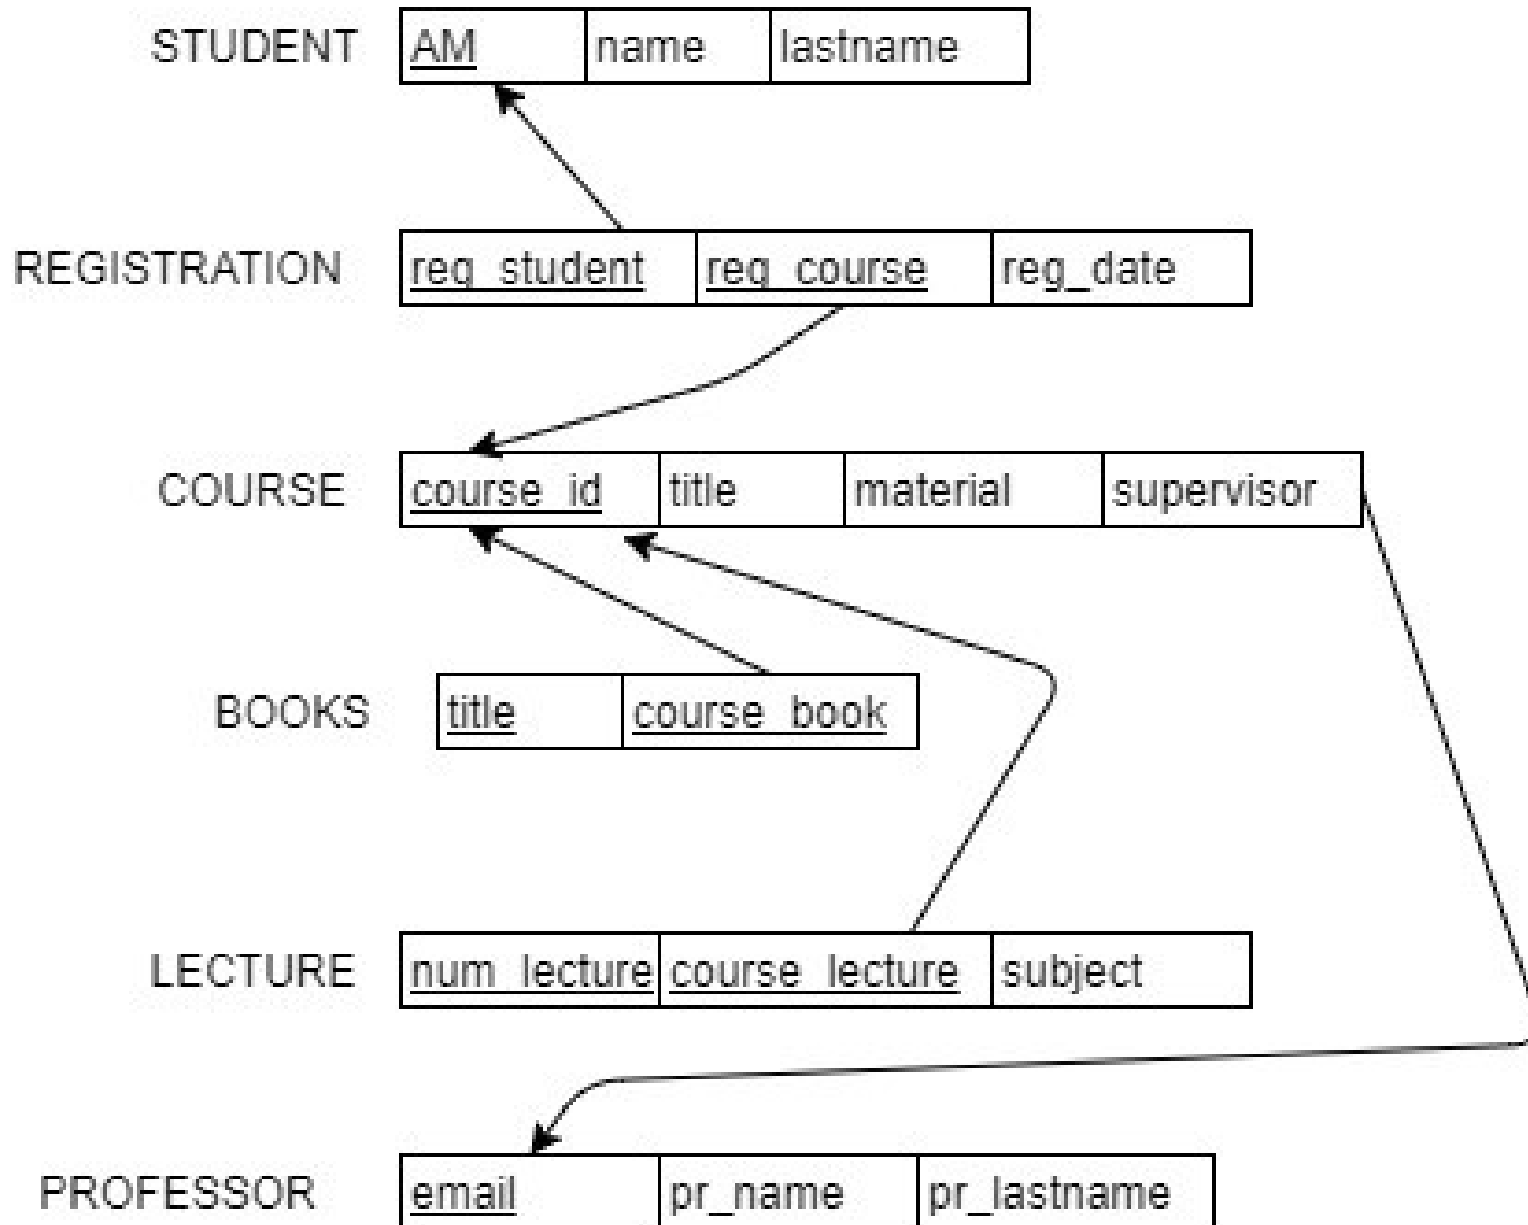 STUDENT AM name lastname
REGISTRATION reg_student reg_course reg_date
COURSE course_id title material supervisor
BOOKS title course_book
LECTURE num_lecture course_lecture subject
PROFESSOR email pr_name pr_lastname